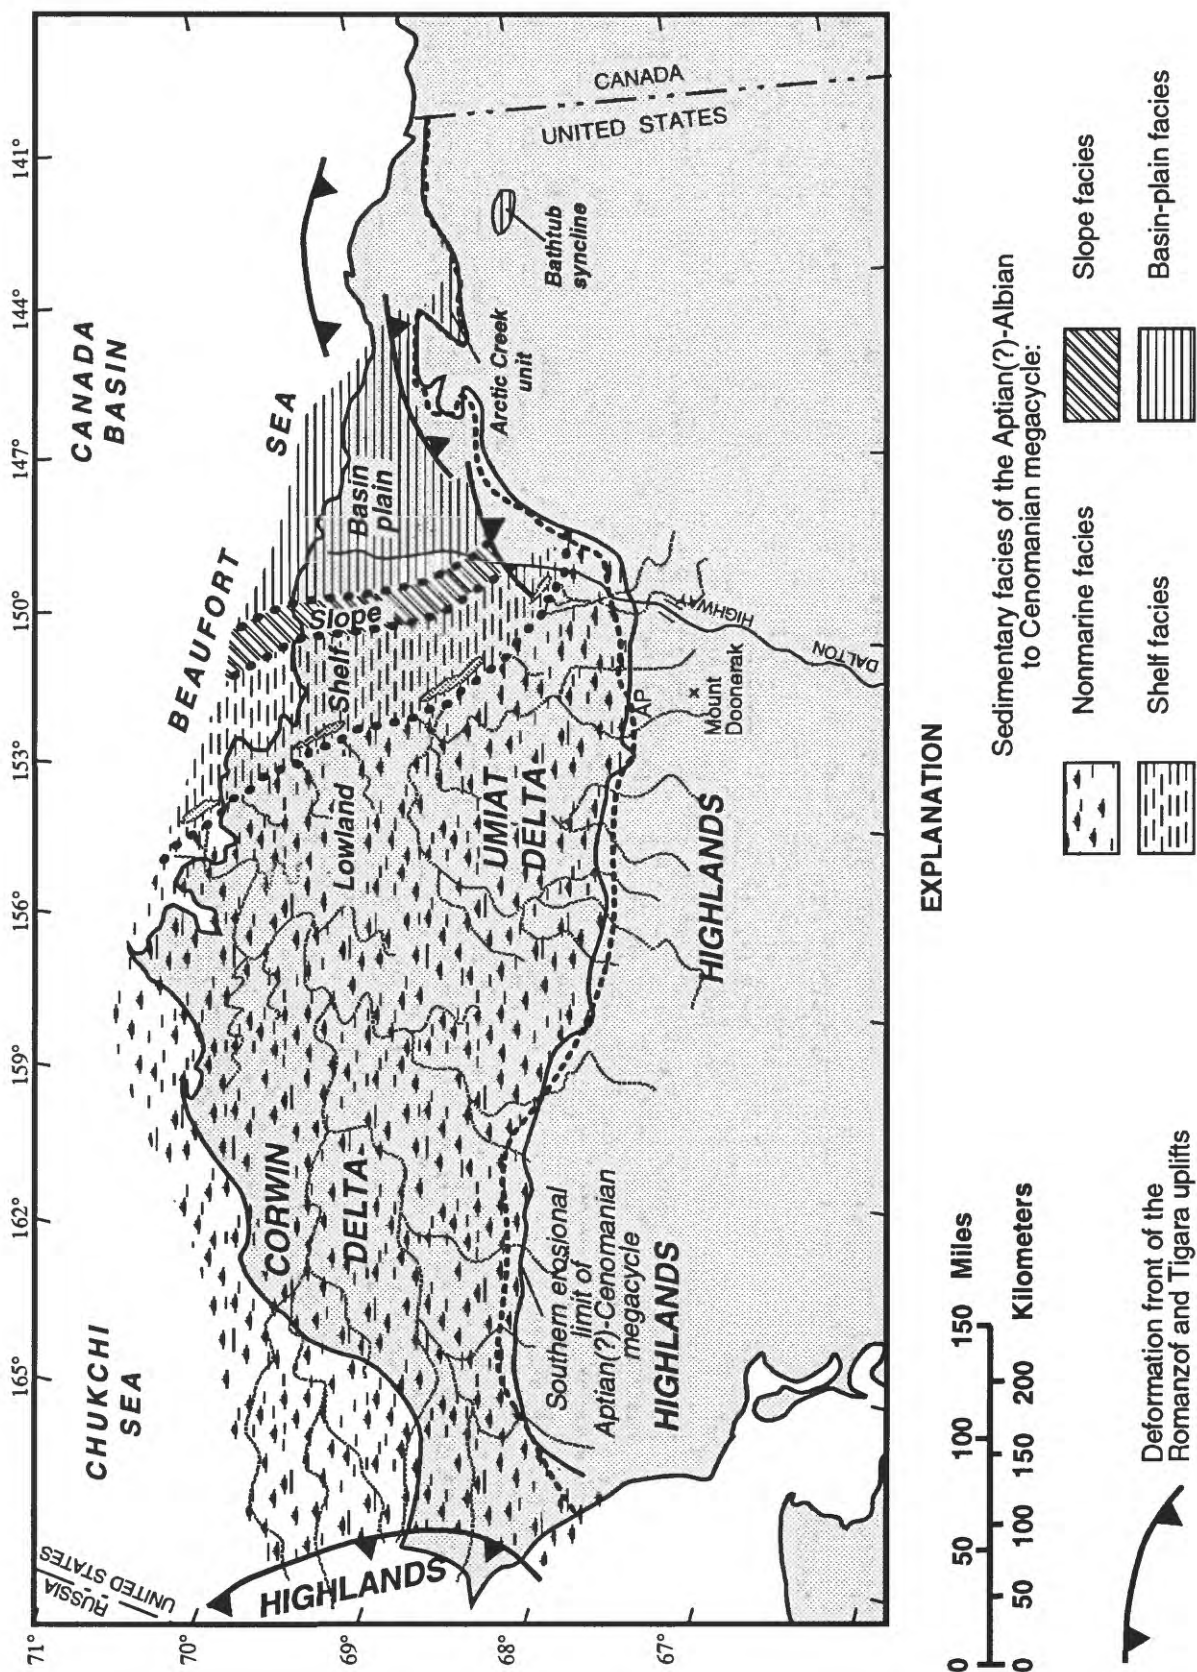 141°
144°
147°
150°
153°
156°
159°
162°
165°
71°
70°
69°
68°
67°
CANADA
BASIN
BEAUFORT
SEA
CHUKCHI
SEA
RUSSIA
UNITED STATES
CANADA
UNITED STATES
Bathtub
syncline
Arctic Creek
unit
Basin
plain
Slope
Shelf
Lowland
UMIAT
DELTA
CORWIN
DELTA
AP
Mount
Doonerak
DALTON
HIGHWAY
HIGHLANDS
Southern erosional
limit of
Aptian(?)-Cenomanian
megacycle
HIGHLANDS
HIGHLANDS
EXPLANATION
0 50 100 150 Miles
0 50 100 150 200 Kilometers
Deformation front of the
Romanzof and Tigara uplifts
Sedimentary facies of the Aptian(?)-Albian
to Cenomanian megacycle:
Nonmarine facies
Shelf facies
Slope facies
Basin-plain facies